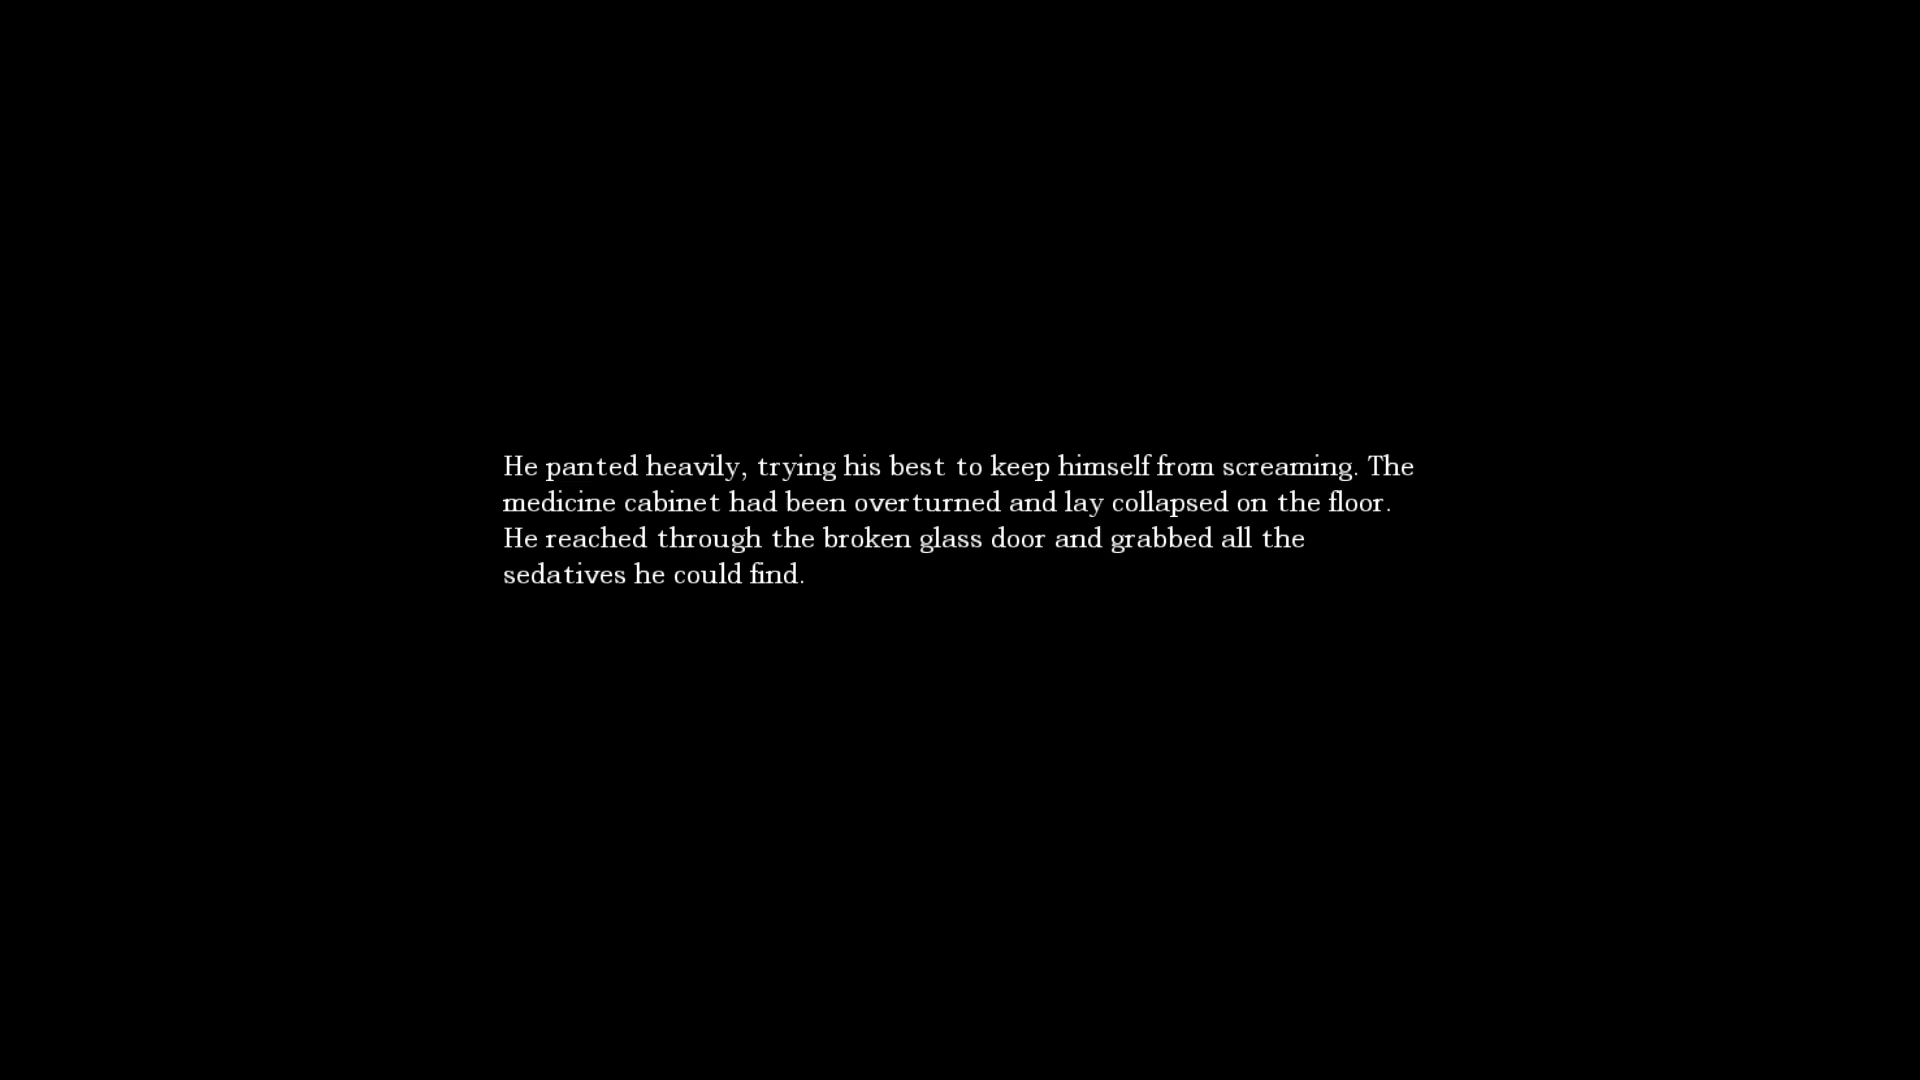 He panted heavily, trying his best to keep himself from screaming. The
medicine cabinet had been overturned and lay collapsed on the floor.
He reached through the broken glass door and grabbed all the
sedatives he could find.